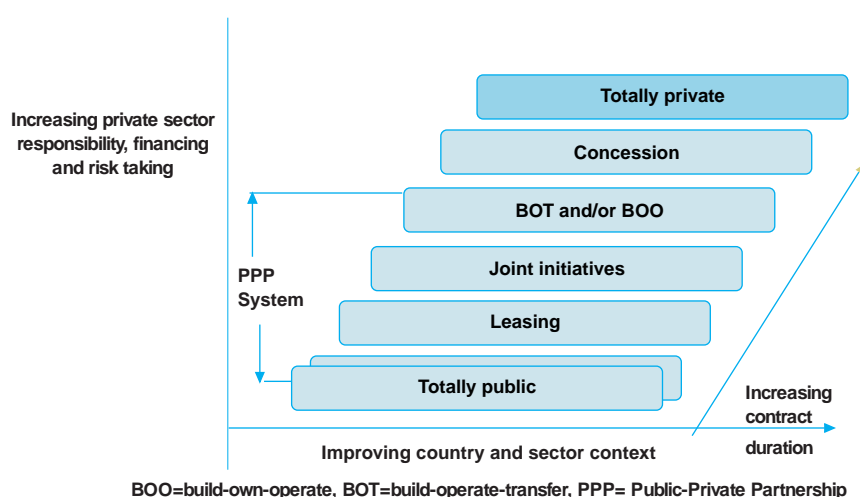 Totally private
Increasing private sector
responsibility, financing
and risk taking
Concession
BOT and/or BOO
Joint initiatives
PPP
System
Leasing
Totally public
Increasing
contract
duration
Improving country and sector context
BOO=build-own-operate, BOT=build-operate-transfer, PPP= Public-Private Partnership